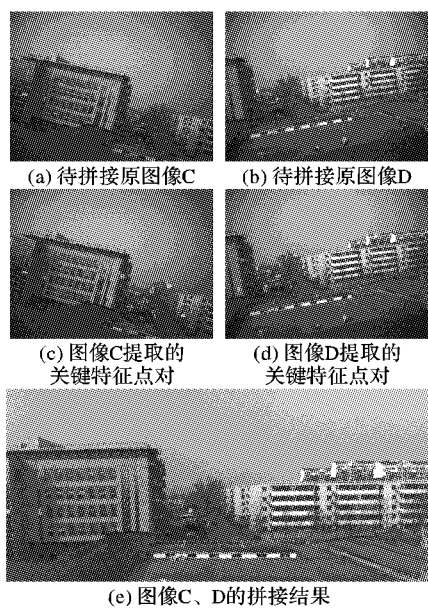 (a) 待拼接原图像C
(b) 待拼接原图像D
(c) 图像C提取的
关键特征点对
(d) 图像D提取的
关键特征点对
(e) 图像C、D的拼接结果